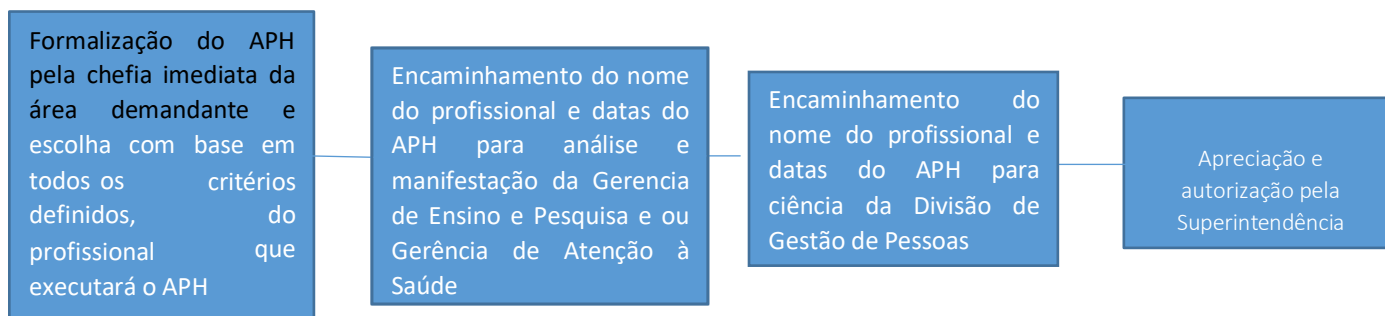 Formalização do APH
pela chefia imediata da
área demandante e
escolha com base em
todos os critérios
definidos, do
profissional que
executará o APH
Encaminhamento do nome
do profissional e datas do
APH para análise e
manifestação da Gerencia
de Ensino e Pesquisa e ou
Gerência de Atenção à
Saúde
Encaminhamento do
nome do profissional e
datas do APH para
ciência da Divisão de
Gestão de Pessoas
Apreciação e
autorização pela
Superintendência